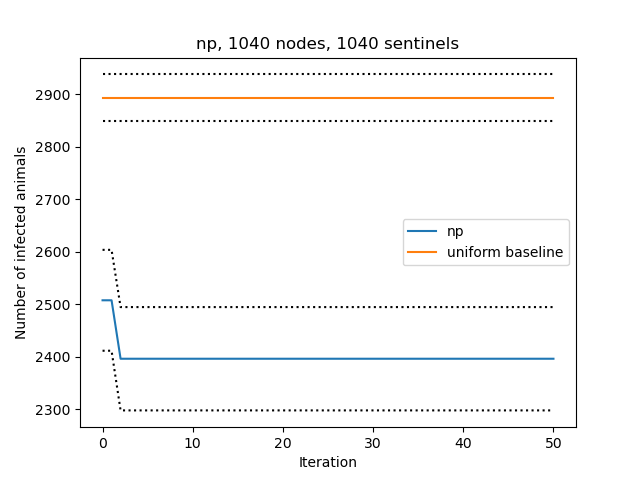 np, 1040 nodes, 1040 sentinels
Number of infected animals
2900
2800
2700
2600
2500
2400
2300
np
uniform baseline
0 10 20 30 40 50
Iteration